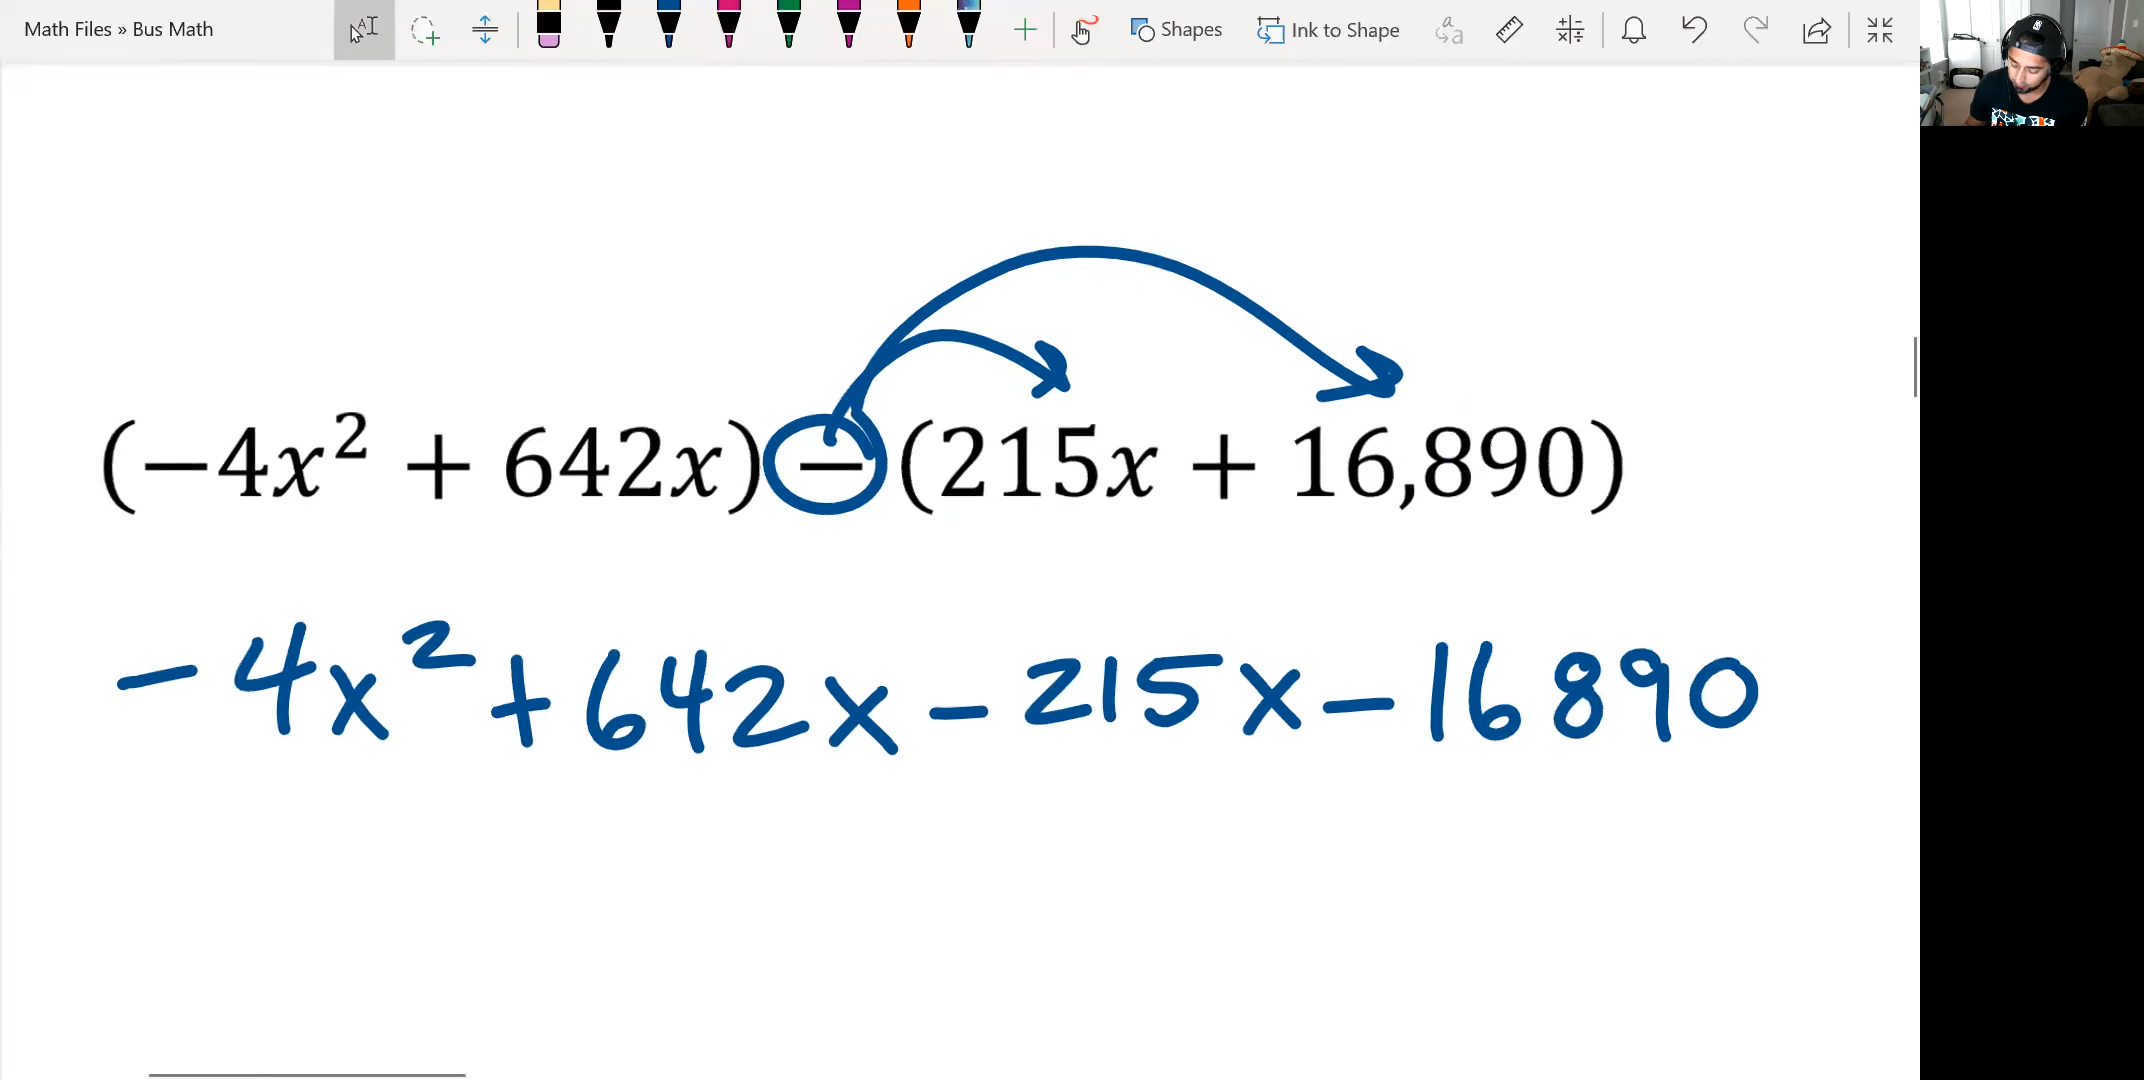 Math Files » Bus Math Shapes Ink to Shape
(−4x² + 642x) − (215x + 16,890)
- 4x² + 642x - 215x - 16890